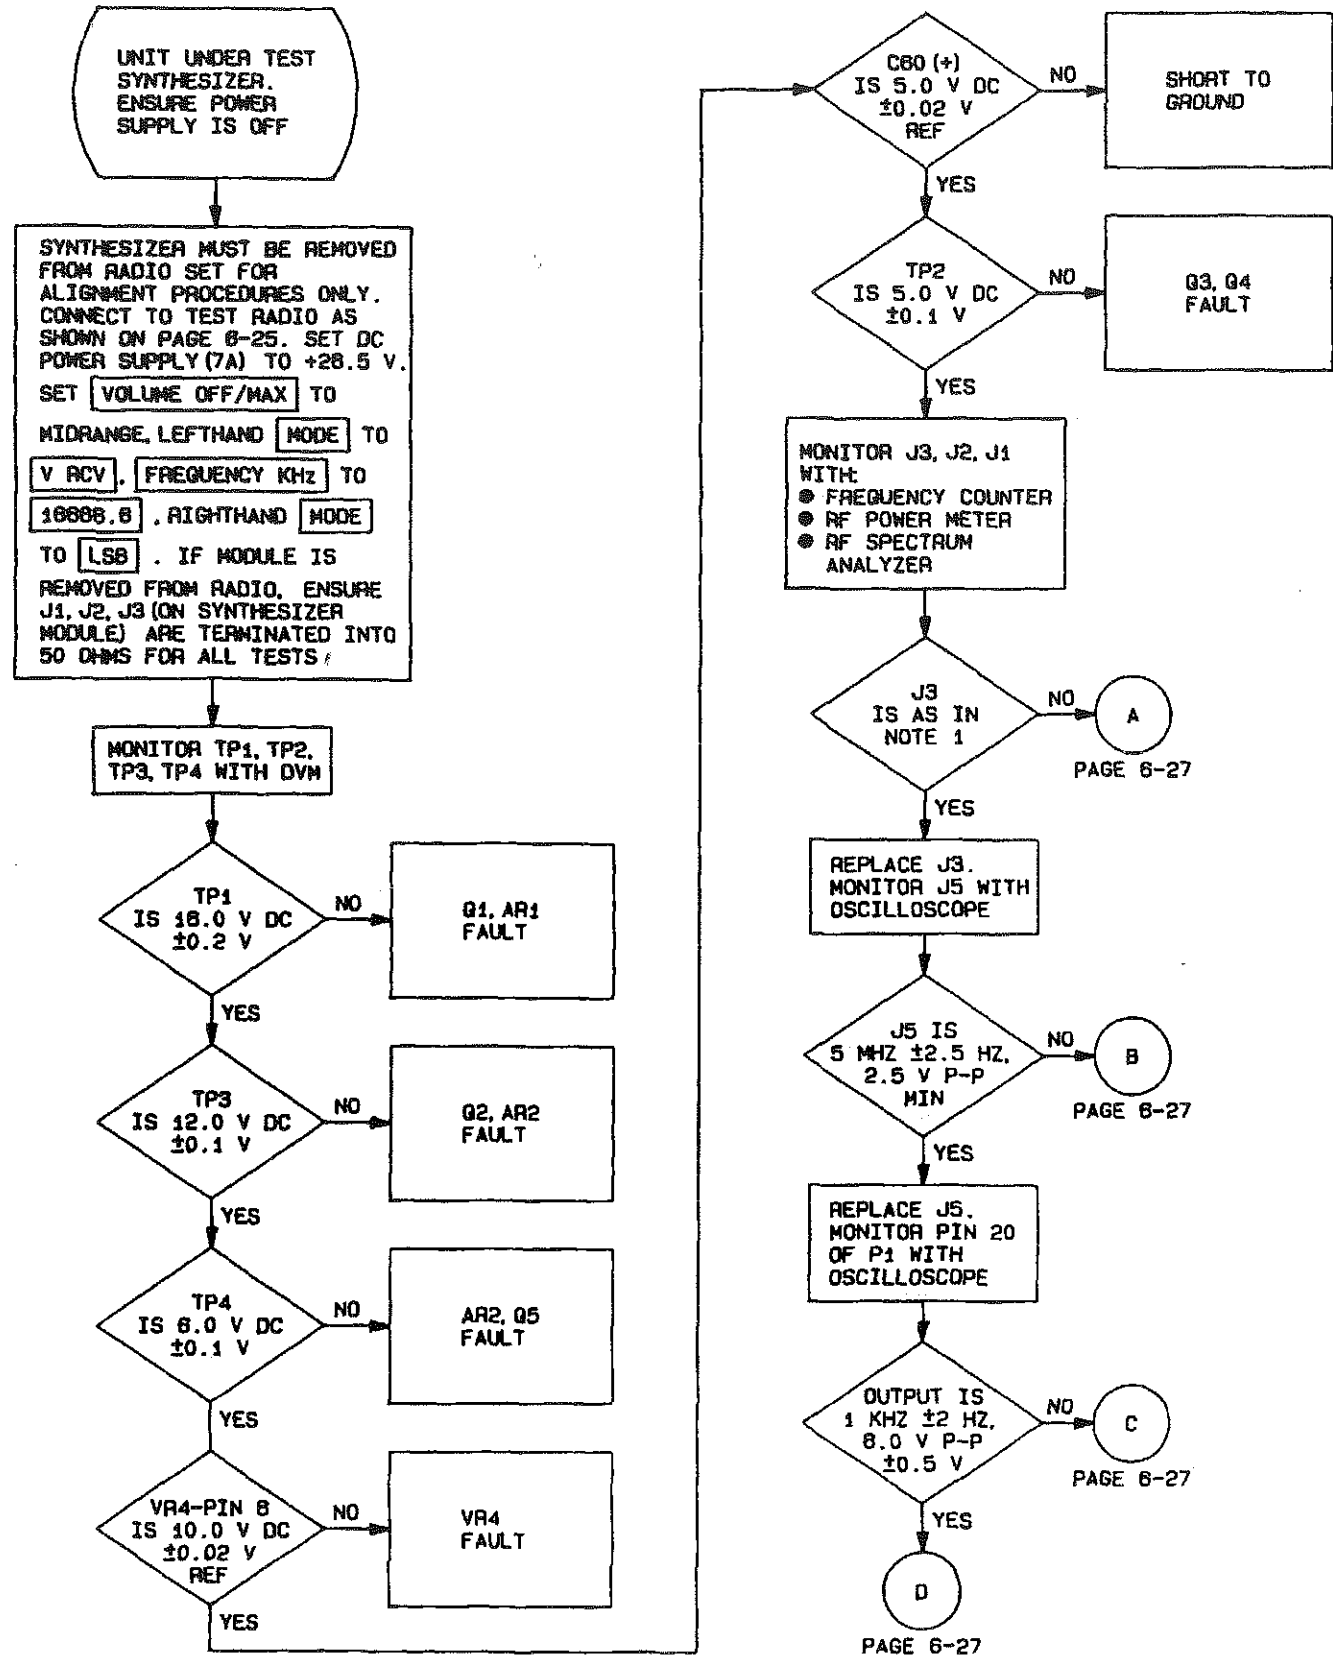 UNIT UNDER TEST
SYNTHESIZER.
ENSURE POWER
SUPPLY IS OFF
SYNTHESIZER MUST BE REMOVED
FROM RADIO SET FOR
ALIGNMENT PROCEDURES ONLY.
CONNECT TO TEST RADIO AS
SHOWN ON PAGE 6-25. SET DC
POWER SUPPLY (7A) TO +26.5 V.
SET VOLUME OFF/MAX TO
MIDRANGE, LEFTHAND MODE TO
V RCV, FREQUENCY KHz TO
16666.6, RIGHTHAND MODE
TO LSB. IF MODULE IS
REMOVED FROM RADIO, ENSURE
J1, J2, J3 (ON SYNTHESIZER
MODULE) ARE TERMINATED INTO
50 OHMS FOR ALL TESTS
MONITOR TP1, TP2,
TP3, TP4 WITH DVM
TP1
IS 16.0 V DC
±0.2 V
NO
Q1, AR1
FAULT
YES
TP3
IS 12.0 V DC
±0.1 V
NO
Q2, AR2
FAULT
YES
TP4
IS 6.0 V DC
±0.1 V
NO
AR2, Q5
FAULT
YES
VR4-PIN 6
IS 10.0 V DC
±0.02 V
REF
NO
VR4
FAULT
YES
C60 (+)
IS 5.0 V DC
±0.02 V
REF
NO
SHORT TO
GROUND
YES
TP2
IS 5.0 V DC
±0.1 V
NO
Q3, Q4
FAULT
YES
MONITOR J3, J2, J1
WITH:
● FREQUENCY COUNTER
● RF POWER METER
● RF SPECTRUM
ANALYZER
J3
IS AS IN
NOTE 1
NO
A
PAGE 6-27
YES
REPLACE J3.
MONITOR J5 WITH
OSCILLOSCOPE
J5 IS
5 MHZ ±2.5 HZ,
2.5 V P-P
MIN
NO
B
PAGE 6-27
YES
REPLACE J5.
MONITOR PIN 20
OF P1 WITH
OSCILLOSCOPE
OUTPUT IS
1 KHZ ±2 HZ,
6.0 V P-P
±0.5 V
NO
C
PAGE 6-27
YES
D
PAGE 6-27